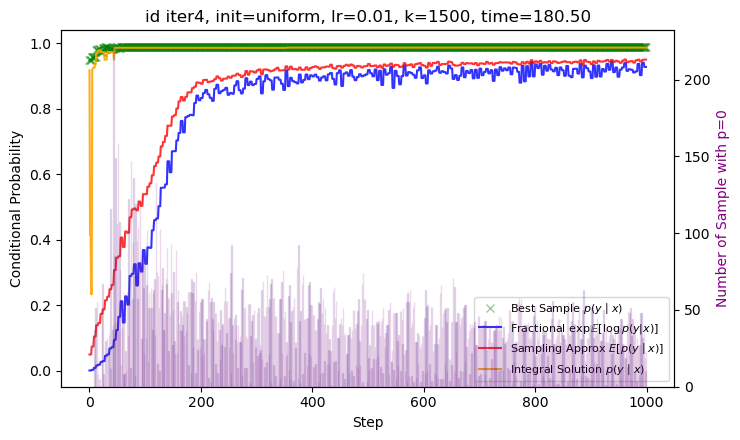 id iter4, init=uniform, lr=0.01, k=1500, time=180.50
1.0
0.8
0.6
0.4
0.2
0.0
Conditional Probability
0
200
400
600
800
1000
Step
200
150
100
50
0
Number of Sample with p=0
Best Sample p(y | x)
Fractional exp𝔼[log p(y|x)]
Sampling Approx E[p(y | x)]
Integral Solution p(y | x)